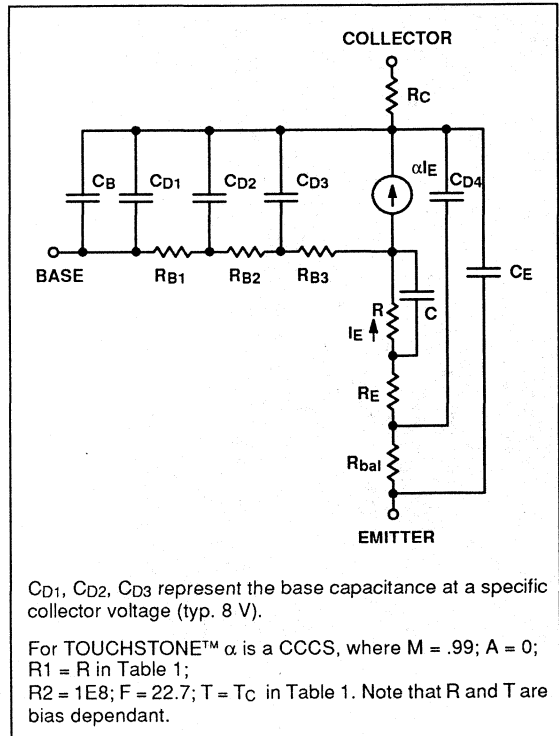 COLLECTOR
RC
CB
CD1
CD2
CD3
αIE
CD4
BASE
RB1
RB2
RB3
R
C
CE
IE
RE
Rbal
EMITTER
CD1, CD2, CD3 represent the base capacitance at a specific
collector voltage (typ. 8 V).
For TOUCHSTONE™ α is a CCCS, where M = .99; A = 0;
R1 = R in Table 1;
R2 = 1E8; F = 22.7; T = TC in Table 1. Note that R and T are
bias dependant.